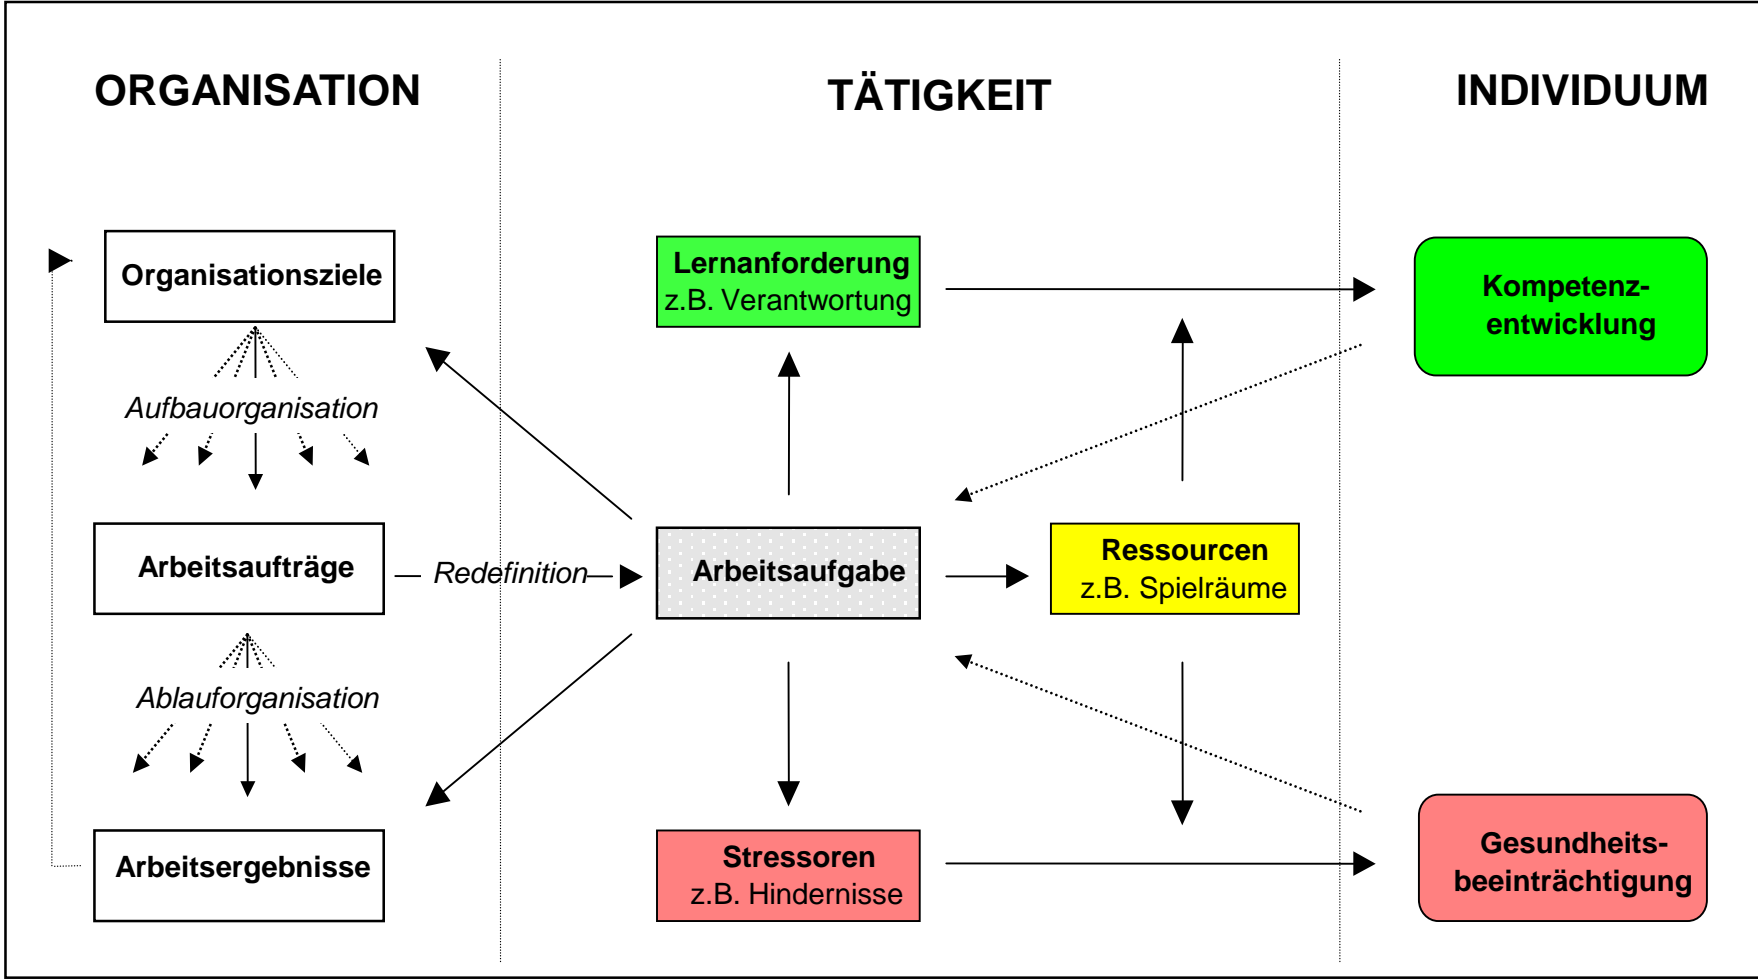 ORGANISATION
TÄTIGKEIT
INDIVIDUUM
Organisationsziele
Aufbauorganisation
Arbeitsaufträge
Redefinition
Ablauforganisation
Arbeitsergebnisse
Lernanforderung
z.B. Verantwortung
Arbeitsaufgabe
Ressourcen
z.B. Spielräume
Stressoren
z.B. Hindernisse
Kompetenz-
entwicklung
Gesundheits-
beeinträchtigung